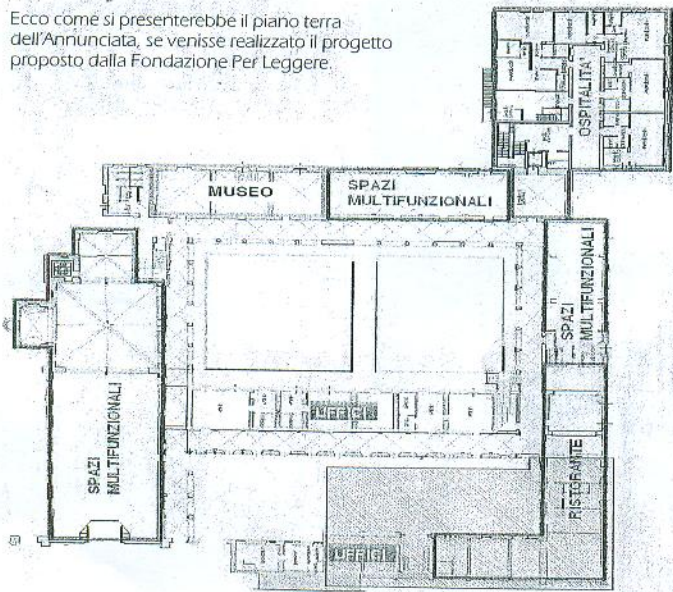 Ecco come si presenterebbe il piano terra
dell'Annunciata, se venisse realizzato il progetto
proposto dalla Fondazione Per Leggere.
OSPITALITA'
MUSEO
SPAZI
MULTIFUNZIONALI
SPAZI
MULTIFUNZIONALI
UFFICI
SPAZI
MULTIFUNZIONALI
RISTORANTE
UFFICI